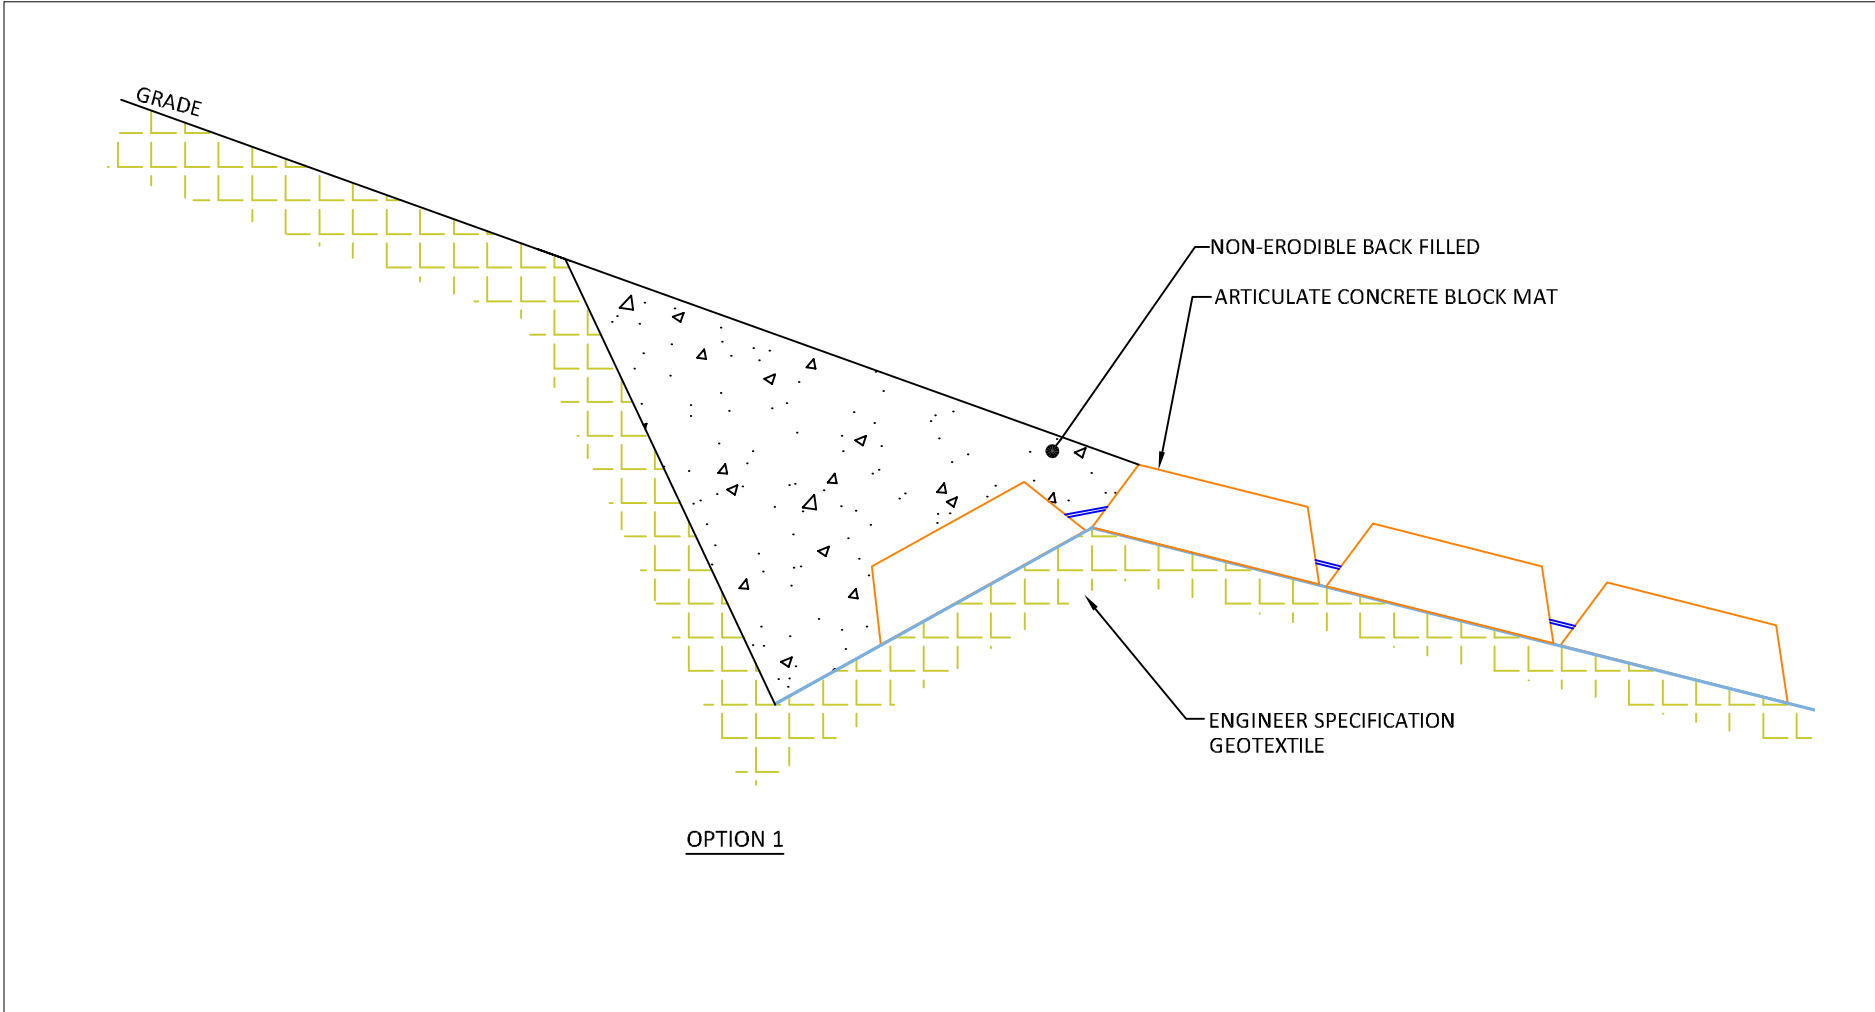 GRADE
NON-ERODIBLE BACK FILLED
ARTICULATE CONCRETE BLOCK MAT
ENGINEER SPECIFICATION
GEOTEXTILE
OPTION 1